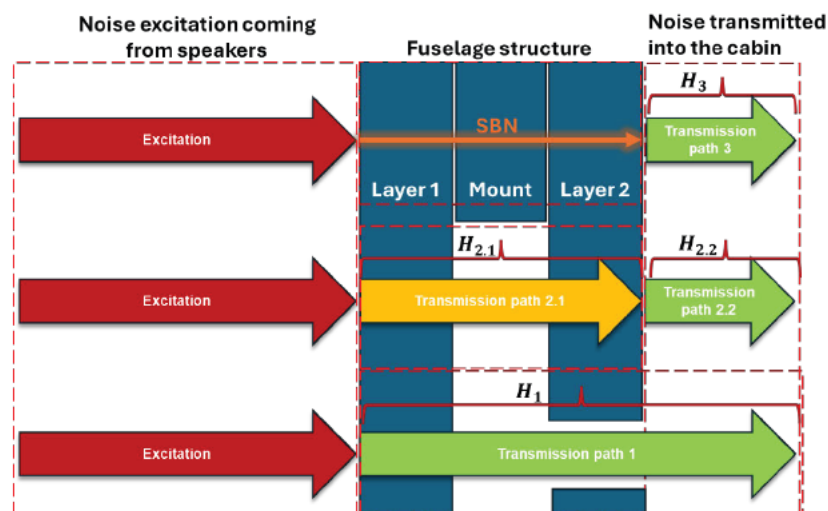 Noise excitation coming
from speakers
Fuselage structure
Noise transmitted
into the cabin
H3
Excitation
SBN
Transmission
path 3
Layer 1
Mount
Layer 2
H2.1
H2.2
Excitation
Transmission path 2.1
Transmission
path 2.2
H1
Excitation
Transmission path 1